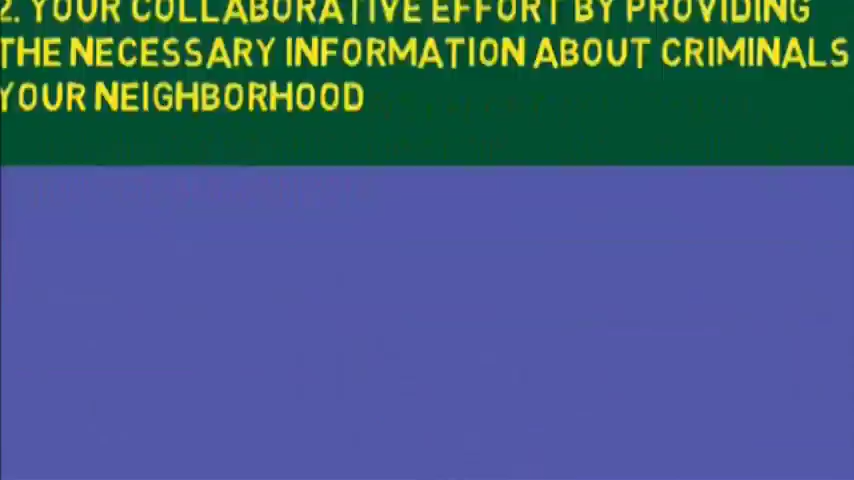 2. YOUR COLLABORATIVE EFFORT BY PROVIDING
THE NECESSARY INFORMATION ABOUT CRIMINALS
YOUR NEIGHBORHOOD